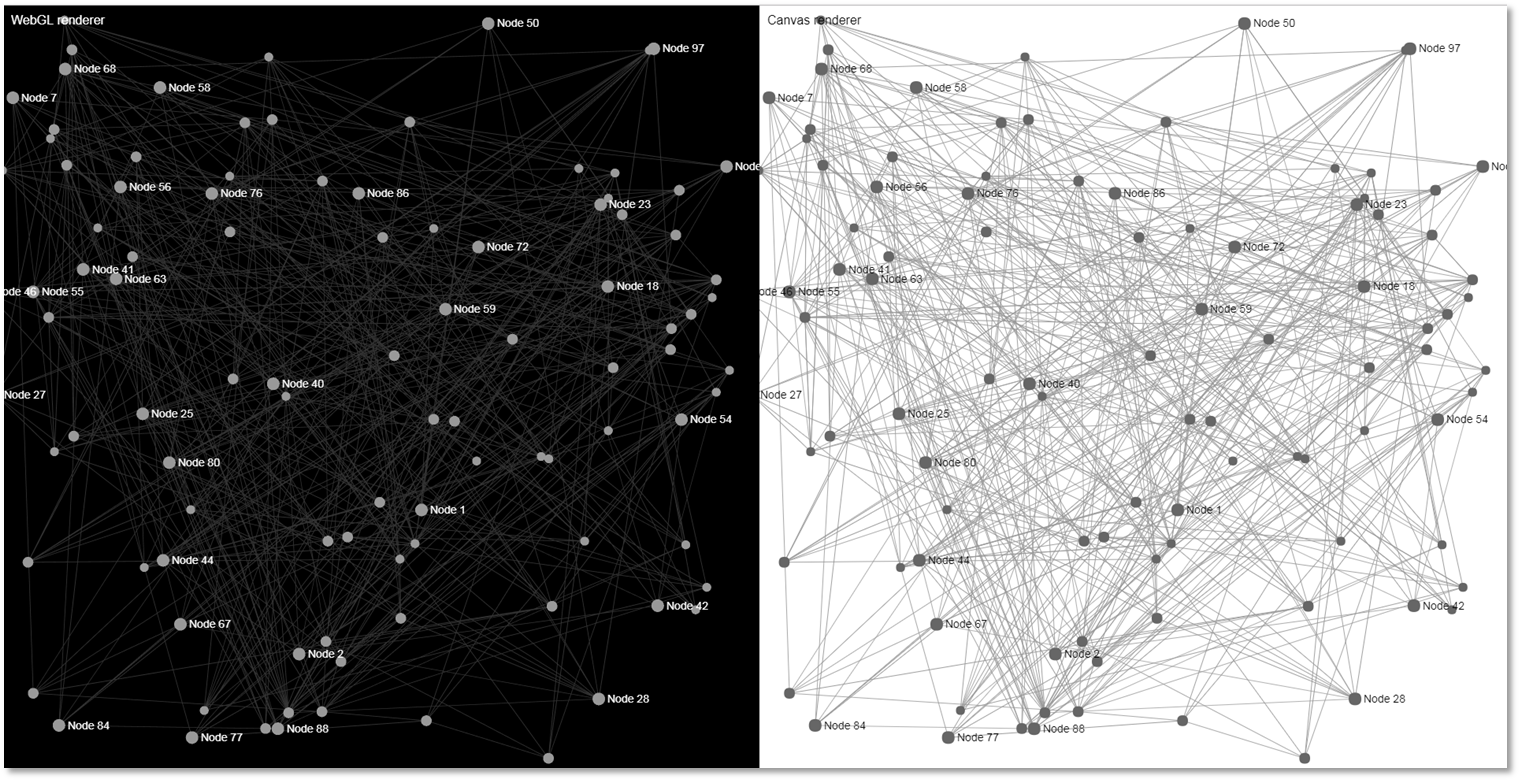 WebGL renderer
Node 50
Node 97
Node 68
Node 58
Node 7
Node
Node 56
Node 76
Node 86
Node 23
Node 72
Node 41
Node 63
ode 46
Node 55
Node 18
Node 59
Node 40
Node 27
Node 25
Node 54
Node 80
Node 1
Node 44
Node 42
Node 67
Node 2
Node 28
Node 84
Node 88
Node 77
Canvas renderer
Node 50
Node 97
Node 68
Node 58
Node 7
No
Node 56
Node 76
Node 86
Node 23
Node 72
Node 41
Node 63
ode 46
Node 55
Node 18
Node 59
Node 40
Node 27
Node 25
Node 54
Node 80
Node 1
Node 44
Node 42
Node 67
Node 2
Node 28
Node 84
Node 88
Node 77